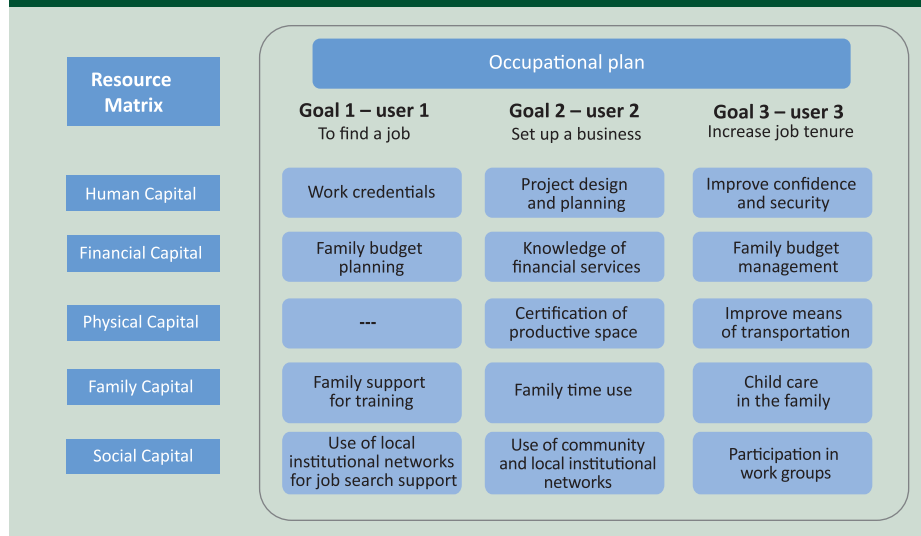 Resource
Matrix
Occupational plan
Goal 1 – user 1
To find a job
Goal 2 – user 2
Set up a business
Goal 3 – user 3
Increase job tenure
Human Capital
Work credentials
Project design
and planning
Improve confidence
and security
Financial Capital
Family budget
planning
Knowledge of
financial services
Family budget
management
Physical Capital
---
Certification of
productive space
Improve means
of transportation
Family Capital
Family support
for training
Family time use
Child care
in the family
Social Capital
Use of local
institutional networks
for job search support
Use of community
and local institutional
networks
Participation in
work groups